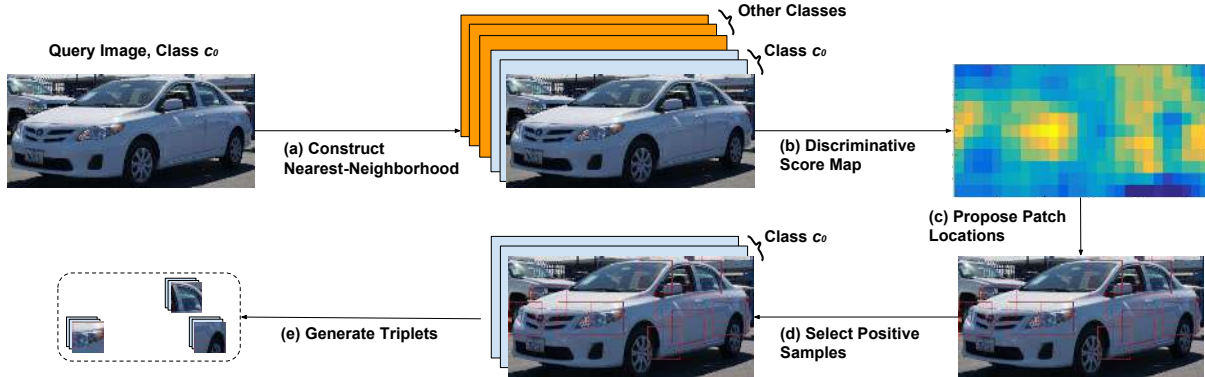 Other Classes
Query Image, Class c₀
Class c₀
(a) Construct
Nearest-Neighborhood
(b) Discriminative
Score Map
(c) Propose Patch
Locations
Class c₀
(e) Generate Triplets
(d) Select Positive
Samples